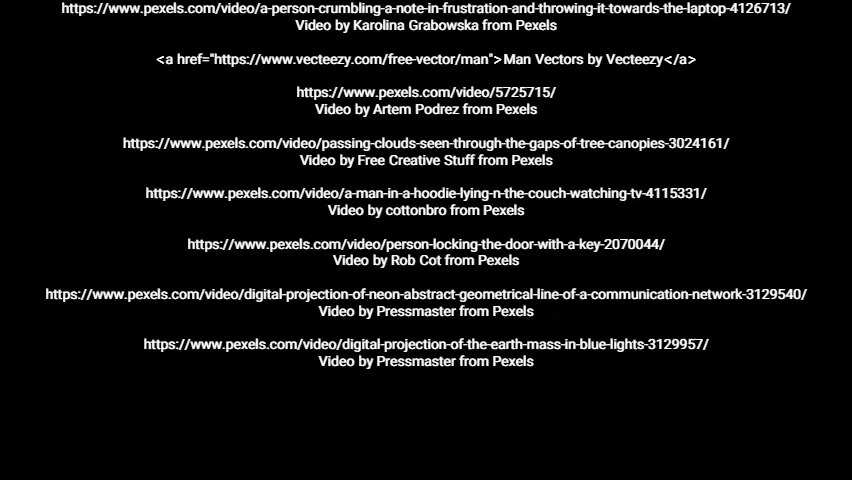 https://www.pexels.com/video/a-person-crumbling-a-note-in-frustration-and-throwing-it-towards-the-laptop-4126713/
Video by Karolina Grabowska from Pexels
<a href="https://www.vecteezy.com/free-vector/man">Man Vectors by Vecteezy</a>
https://www.pexels.com/video/5725715/
Video by Artem Podrez from Pexels
https://www.pexels.com/video/passing-clouds-seen-through-the-gaps-of-tree-canopies-3024161/
Video by Free Creative Stuff from Pexels
https://www.pexels.com/video/a-man-in-a-hoodie-lying-n-the-couch-watching-tv-4115331/
Video by cottonbro from Pexels
https://www.pexels.com/video/person-locking-the-door-with-a-key-2070044/
Video by Rob Cot from Pexels
https://www.pexels.com/video/digital-projection-of-neon-abstract-geometrical-line-of-a-communication-network-3129540/
Video by Pressmaster from Pexels
https://www.pexels.com/video/digital-projection-of-the-earth-mass-in-blue-lights-3129957/
Video by Pressmaster from Pexels